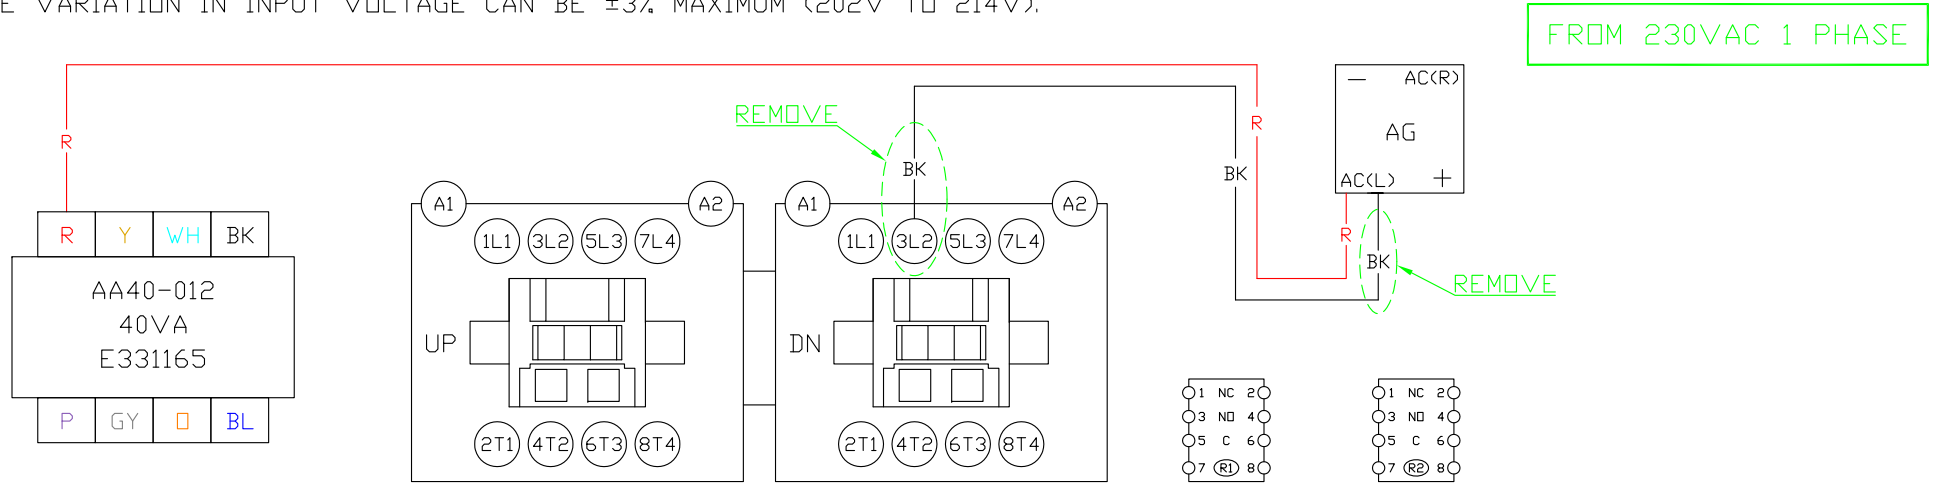 E VARIATION IN INPUT VOLTAGE CAN BE ±3% MAXIMUM (202V TO 214V).
FROM 230VAC 1 PHASE
R
REMOVE
BK
R
BK
— AC(R)
AG
AC(L) +
R
BK
REMOVE
R Y WH BK
AA40-012
40VA
E331165
P GY O BL
A1 A2
1L1 3L2 5L3 7L4
UP
2T1 4T2 6T3 8T4
A1 A2
1L1 3L2 5L3 7L4
DN
2T1 4T2 6T3 8T4
1 NC 2
3 NO 4
5 C 6
7 R1 8
1 NC 2
3 NO 4
5 C 6
7 R2 8